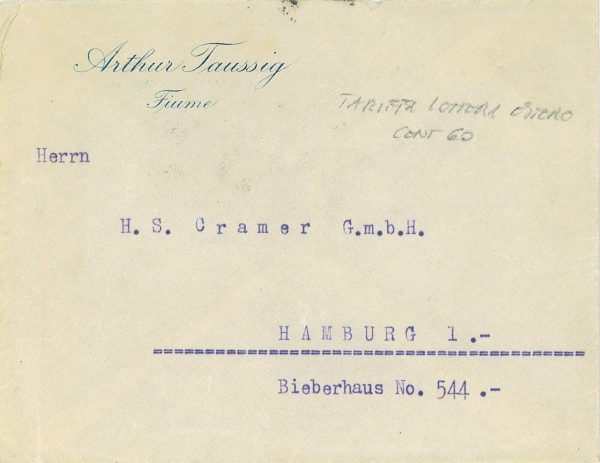 Arthur Taussig
Fiume
TARIFFA LETTERA ESTERO
CENT 60
Herrn
H. S. Cramer G.m.b.H.
HAMBURG 1.-
Bieberhaus No. 544.-